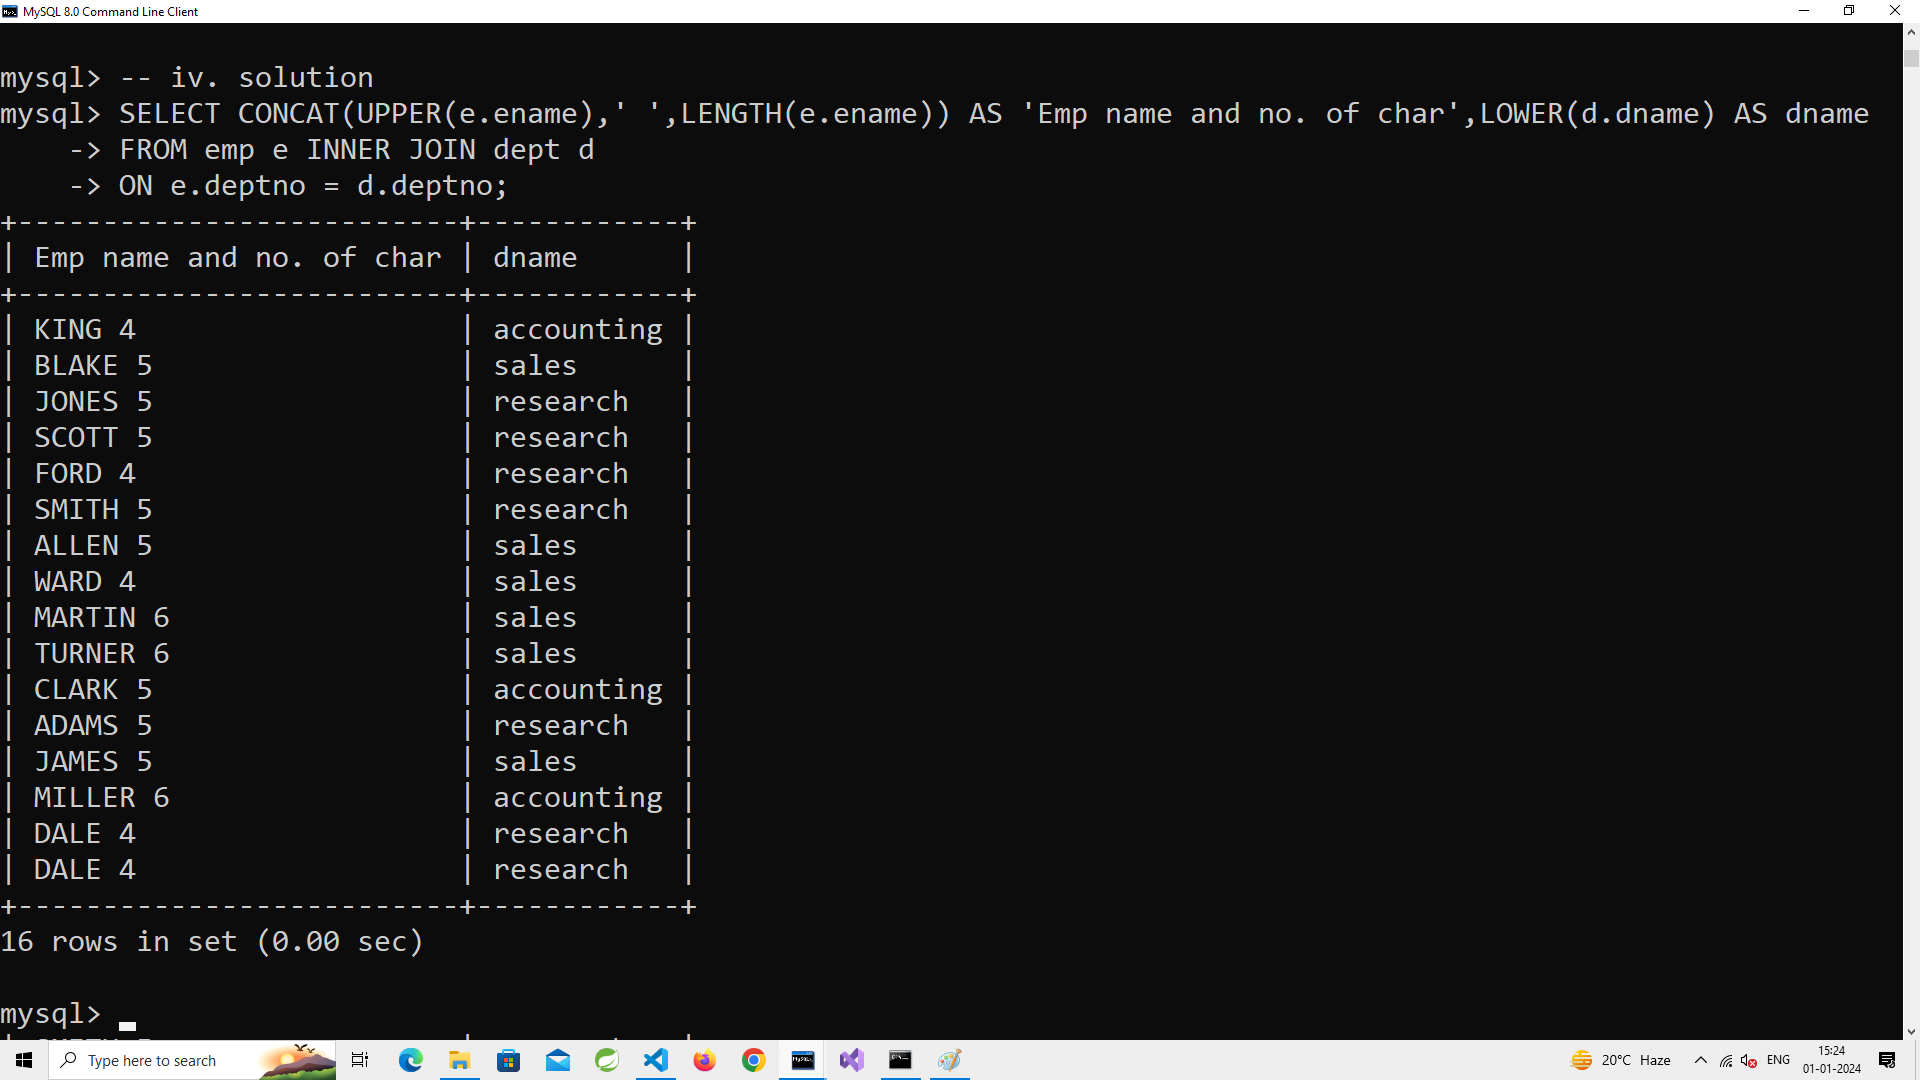 MySQL 8.0 Command Line Client
mysql> -- iv. solution
mysql> SELECT CONCAT(UPPER(e.ename),' ',LENGTH(e.ename)) AS 'Emp name and no. of char',LOWER(d.dname) AS dname
    -> FROM emp e INNER JOIN dept d
    -> ON e.deptno = d.deptno;
+--------------------------+------------+
| Emp name and no. of char | dname      |
+--------------------------+------------+
| KING 4                   | accounting |
| BLAKE 5                  | sales      |
| JONES 5                  | research   |
| SCOTT 5                  | research   |
| FORD 4                   | research   |
| SMITH 5                  | research   |
| ALLEN 5                  | sales      |
| WARD 4                   | sales      |
| MARTIN 6                 | sales      |
| TURNER 6                 | sales      |
| CLARK 5                  | accounting |
| ADAMS 5                  | research   |
| JAMES 5                  | sales      |
| MILLER 6                 | accounting |
| DALE 4                   | research   |
| DALE 4                   | research   |
+--------------------------+------------+
16 rows in set (0.00 sec)
mysql>
Type here to search
20°C Haze
ENG
15:24
01-01-2024